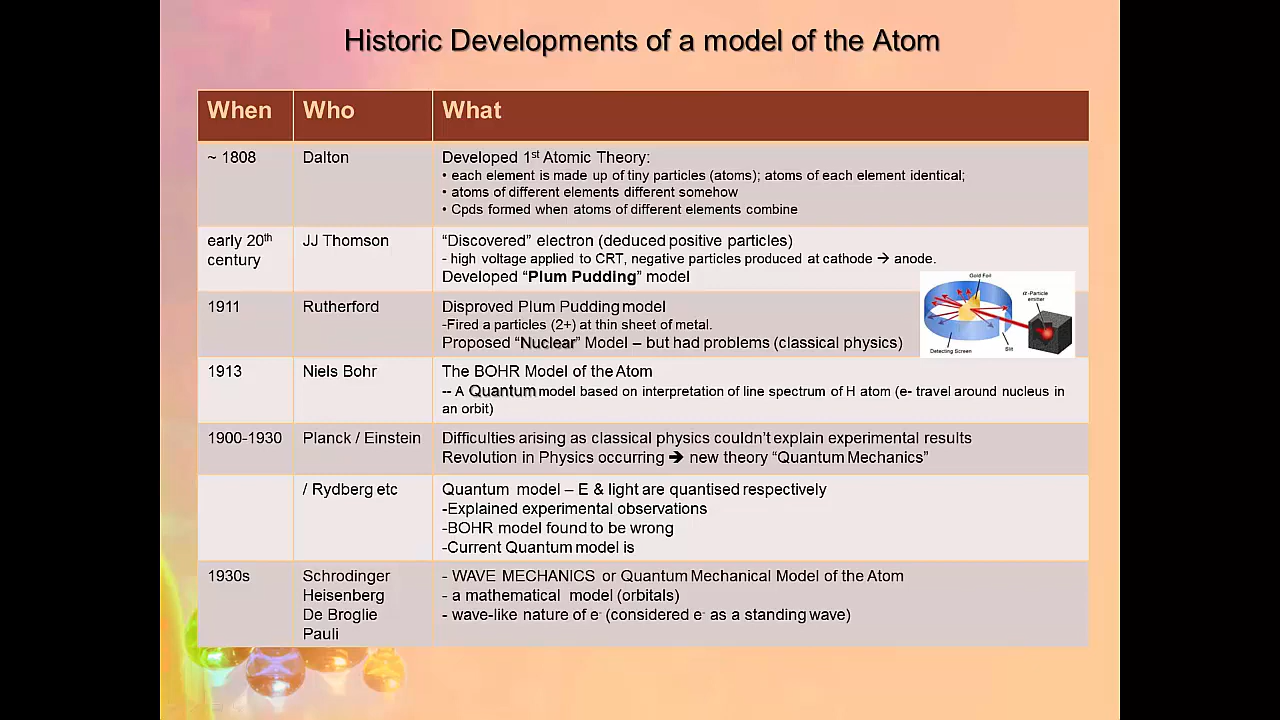 Historic Developments of a model of the Atom
When Who What
~ 1808 Dalton Developed 1st Atomic Theory:
• each element is made up of tiny particles (atoms); atoms of each element identical;
• atoms of different elements different somehow
• Cpds formed when atoms of different elements combine
early 20th century JJ Thomson “Discovered” electron (deduced positive particles)
- high voltage applied to CRT, negative particles produced at cathode → anode.
Developed “Plum Pudding” model
1911 Rutherford Disproved Plum Pudding model
-Fired a particles (2+) at thin sheet of metal.
Proposed “Nuclear” Model – but had problems (classical physics)
Gold Foil
α-Particle
emitter
Detecting Screen
Slit
1913 Niels Bohr The BOHR Model of the Atom
-- A Quantum model based on interpretation of line spectrum of H atom (e- travel around nucleus in
an orbit)
1900-1930 Planck / Einstein Difficulties arising as classical physics couldn’t explain experimental results
Revolution in Physics occurring → new theory “Quantum Mechanics”
/ Rydberg etc Quantum model – E & light are quantised respectively
-Explained experimental observations
-BOHR model found to be wrong
-Current Quantum model is
1930s Schrodinger - WAVE MECHANICS or Quantum Mechanical Model of the Atom
Heisenberg - a mathematical model (orbitals)
De Broglie - wave-like nature of e- (considered e- as a standing wave)
Pauli